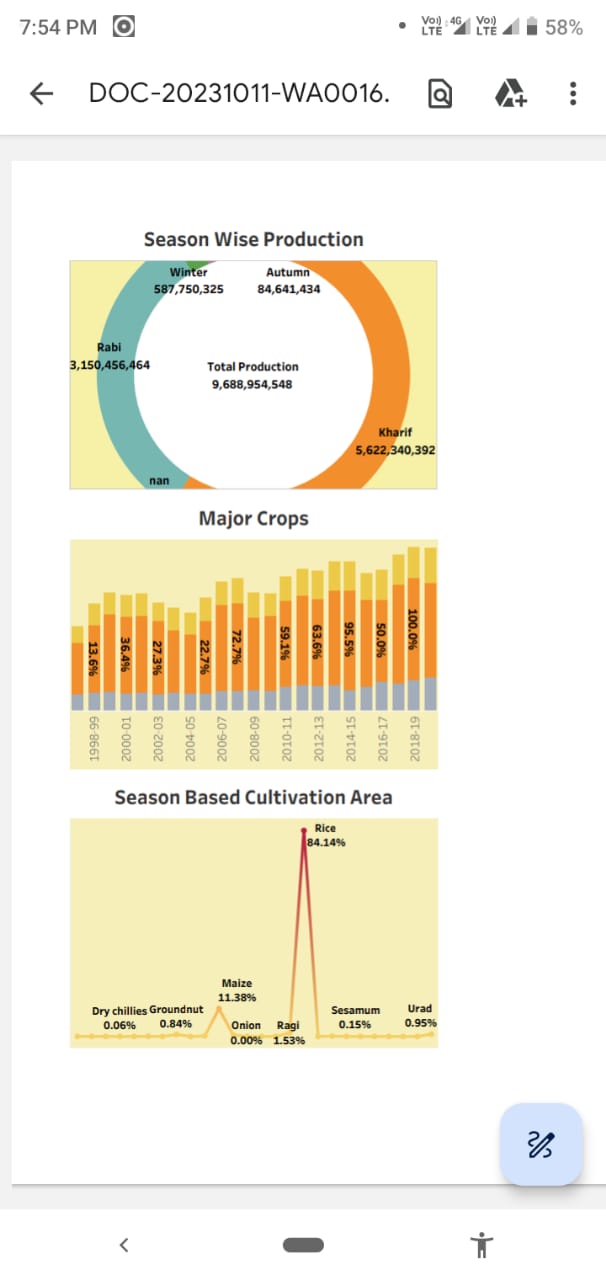 7:54 PM
Vo) 4G Vo)
LTE LTE
58%
DOC-20231011-WA0016.
Season Wise Production
Winter Autumn
587,750,325 84,641,434
Rabi
3,150,456,464
Total Production
9,688,954,548
Kharif
5,622,340,392
nan
Major Crops
13.6% 36.4% 27.3% 22.7% 72.7% 59.1% 63.6% 95.5% 50.0% 100.0%
1998-99 2000-01 2002-03 2004-05 2006-07 2008-09 2010-11 2012-13 2014-15 2016-17 2018-19
Season Based Cultivation Area
Rice
84.14%
Maize
11.38%
Dry chillies Groundnut Sesamum Urad
0.06% 0.84% 0.15% 0.95%
Onion Ragi
0.00% 1.53%